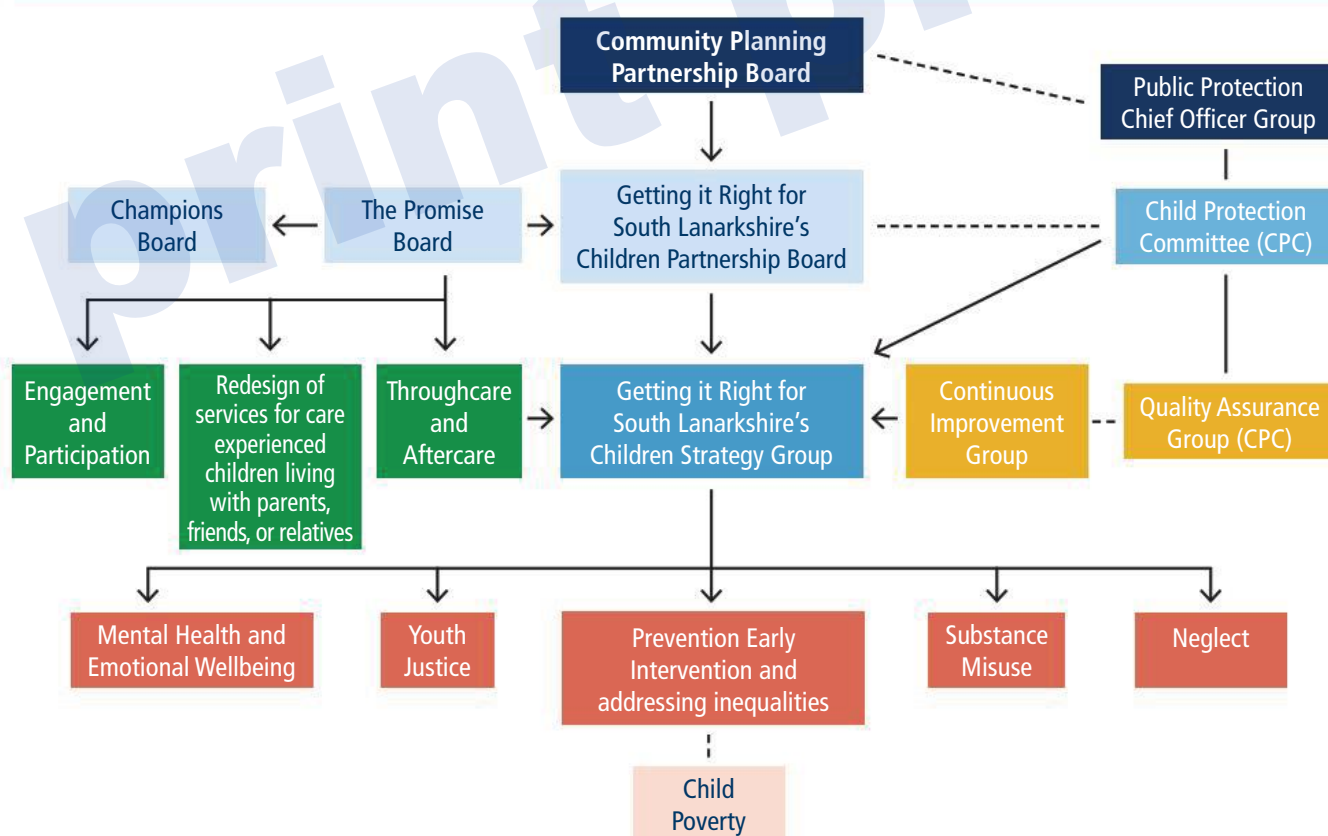 Community Planning
Partnership Board
Public Protection
Chief Officer Group
Champions
Board
The Promise
Board
Getting it Right for
South Lanarkshire’s
Children Partnership Board
Child Protection
Committee (CPC)
Engagement
and
Participation
Redesign of
services for care
experienced
children living
with parents,
friends, or relatives
Throughcare
and
Aftercare
Getting it Right for
South Lanarkshire’s
Children Strategy Group
Continuous
Improvement
Group
Quality Assurance
Group (CPC)
Mental Health and
Emotional Wellbeing
Youth
Justice
Prevention Early
Intervention and
addressing inequalities
Substance
Misuse
Neglect
Child
Poverty
print